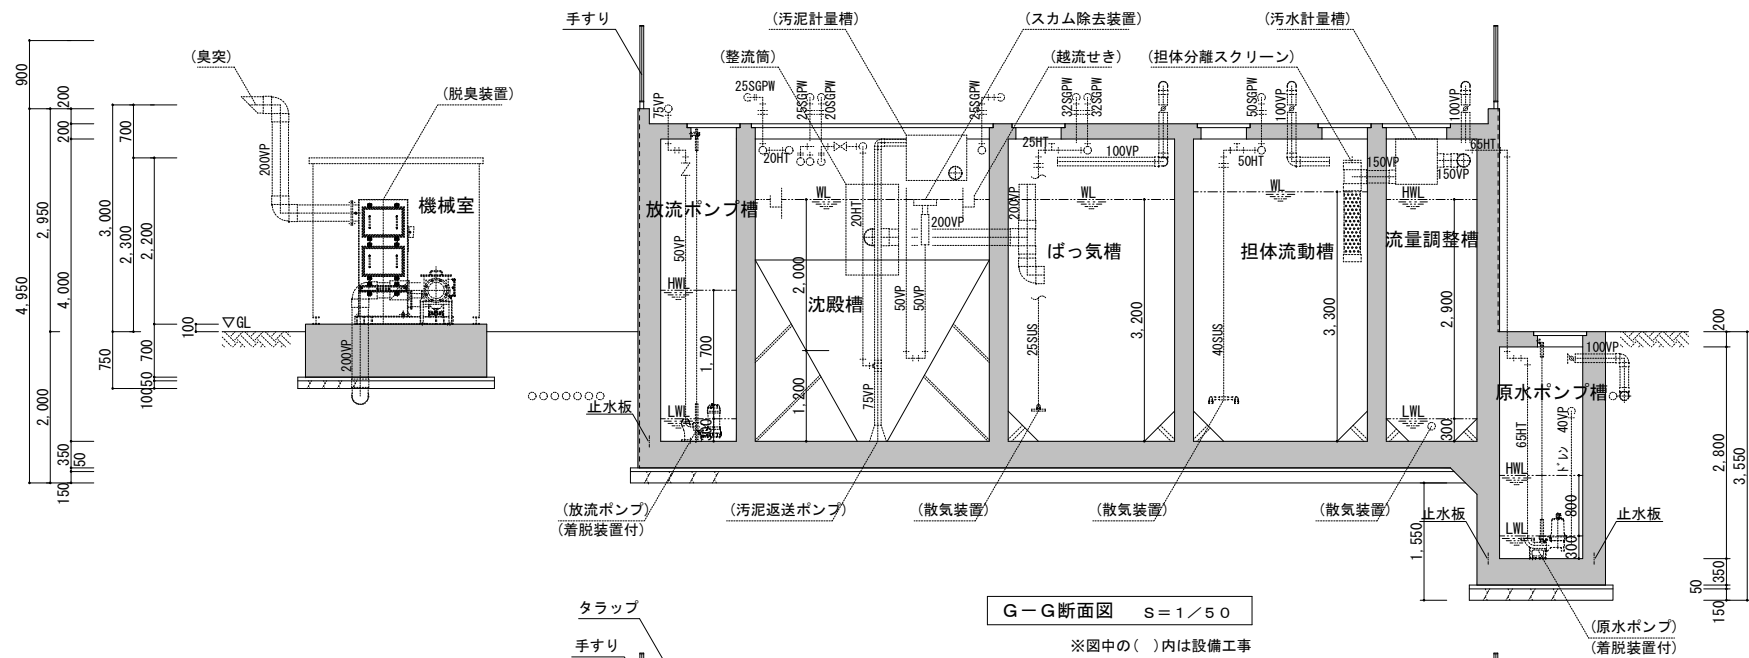 手すり
(汚泥計量槽)
(スカム除去装置)
(汚水計量槽)
(臭突)
(整流筒)
(越流せき)
(担体分離スクリーン)
(脱臭装置)
25SGPW
75VP
25SGPW
20SGPW
25SGPW
32SGPW
32SGPW
50SGPW
100VP
100VP
900
200
200
700
200VP
20HT
25HT
100VP
50HT
150VP
150VP
65HT
機械室
放流ポンプ槽
WL
WL
WL
HWL
20HT
200VP
200VP
50VP
ばっ気槽
担体流動槽
流量調整槽
4,950
2,950
4,000
3,000
2,300
2,200
HWL
2,000
沈殿槽
50VP
50VP
3,200
3,300
2,900
▽GL
100
200
750
700
200VP
1,700
25SUS
40SUS
100VP
2,000
10050
1,200
75VP
原水ポンプ槽
止水板
LWL
LWL
300
65HT
40VP
ドレン
2,800
3,550
350
50
150
HWL
800
(放流ポンプ)
(着脱装置付)
(汚泥返送ポンプ)
(散気装置)
(散気装置)
(散気装置)
止水板
止水板
LWL
300
1,550
350
50
150
タラップ
手すり
G－G断面図 S＝1／50
※図中の( )内は設備工事
(原水ポンプ)
(着脱装置付)